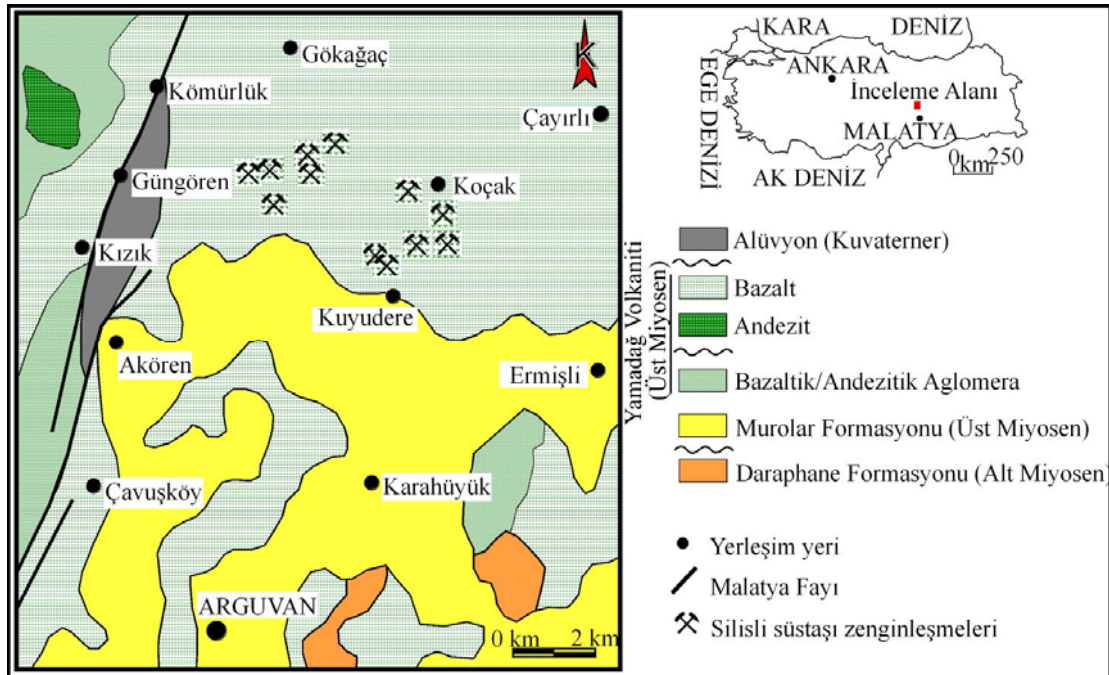 Gökağaç
K
Kömürlük
Çayırlı
Güngören
Koçak
Kızık
Kuyudere
Akören
Ermişli
Çavuşköy
Karahüyük
ARGUVAN
0 km 2 km
KARA DENİZ
ANKARA
EGE DENİZİ
İnceleme Alanı
MALATYA
0 250
km
AK DENİZ
Alüvyon (Kuvaterner)
Yamadağ Volkaniti
(Üst Miyosen)
Bazalt
Andezit
Bazaltik/Andezitik Aglomera
Murolar Formasyonu (Üst Miyosen)
Daraphane Formasyonu (Alt Miyosen)
Yerleşim yeri
Malatya Fayı
Silisli süstaşı zenginleşmeleri